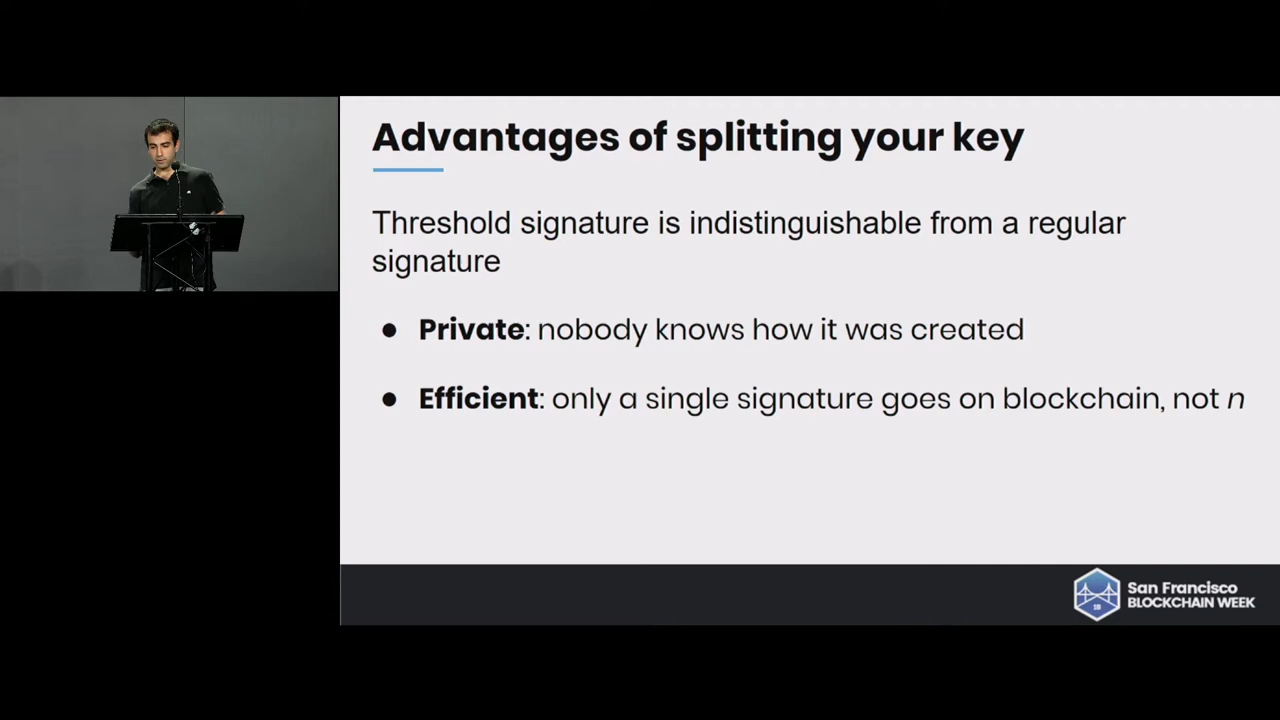 Advantages of splitting your key
Threshold signature is indistinguishable from a regular
signature
● Private: nobody knows how it was created
● Efficient: only a single signature goes on blockchain, not n
18
San Francisco
BLOCKCHAIN WEEK